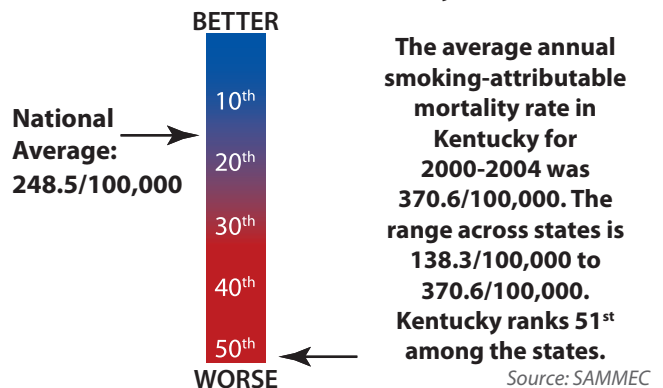 BETTER
10th
20th
30th
40th
50th
WORSE
National
Average:
248.5/100,000
The average annual
smoking-attributable
mortality rate in
Kentucky for
2000-2004 was
370.6/100,000. The
range across states is
138.3/100,000 to
370.6/100,000.
Kentucky ranks 51st
among the states.
Source: SAMMEC